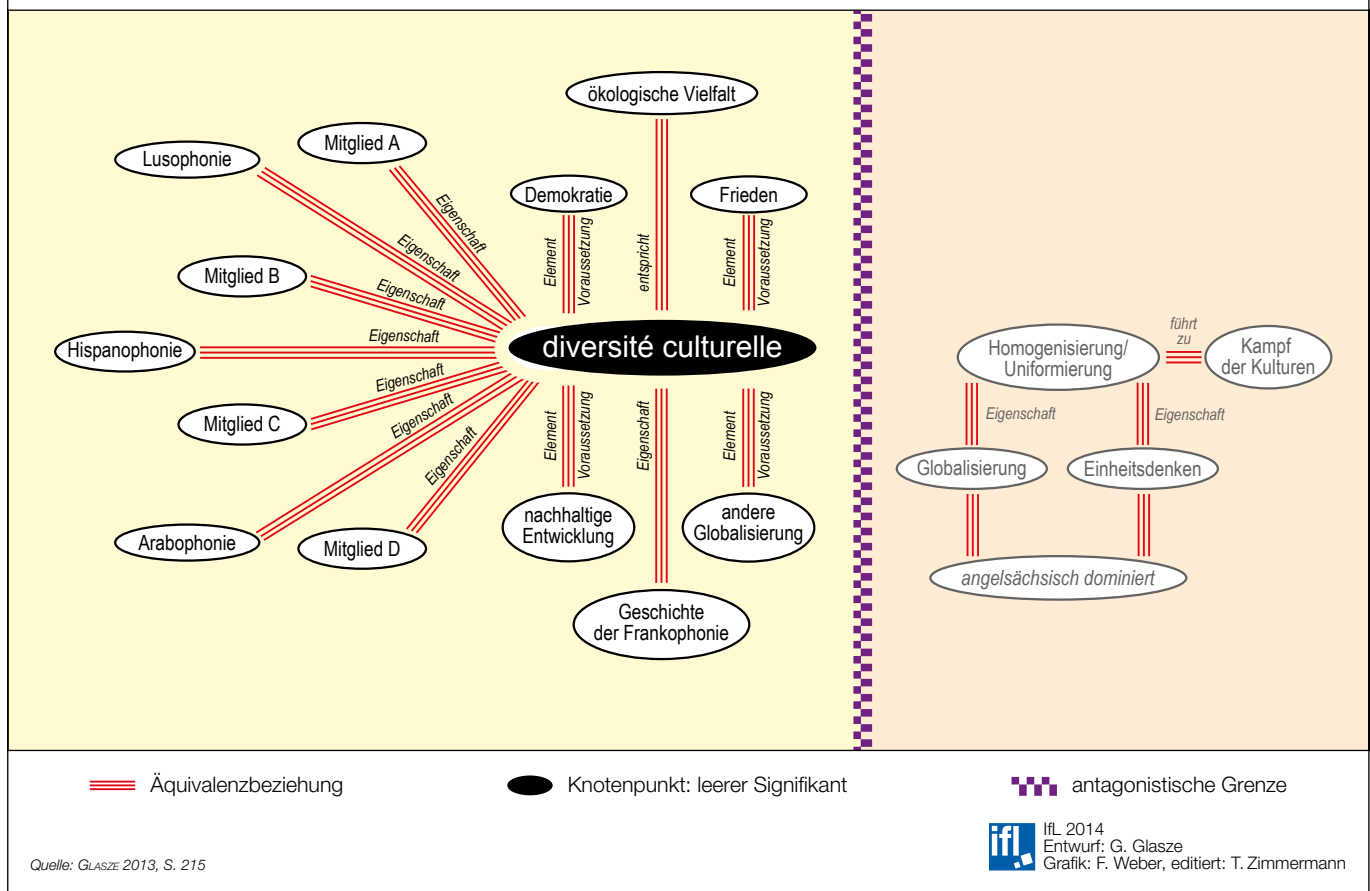 ökologische Vielfalt
Mitglied A
Lusophonie
Eigenschaft
Eigenschaft
Demokratie
Frieden
Element
Voraussetzung
entspricht
Element
Voraussetzung
Mitglied B
Eigenschaft
Hispanophonie
Eigenschaft
diversité culturelle
Mitglied C
Eigenschaft
Arabophonie
Eigenschaft
Mitglied D
Eigenschaft
Element
Voraussetzung
Eigenschaft
Element
Voraussetzung
nachhaltige
Entwicklung
andere
Globalisierung
Geschichte
der Frankophonie
Homogenisierung/
Uniformierung
führt
zu
Kampf
der Kulturen
Eigenschaft
Eigenschaft
Globalisierung
Einheitsdenken
angelsächsisch dominiert
Äquivalenzbeziehung
Knotenpunkt: leerer Signifikant
antagonistische Grenze
Quelle: GLASZE 2013, S. 215
ifl
IfL 2014
Entwurf: G. Glasze
Grafik: F. Weber, editiert: T. Zimmermann